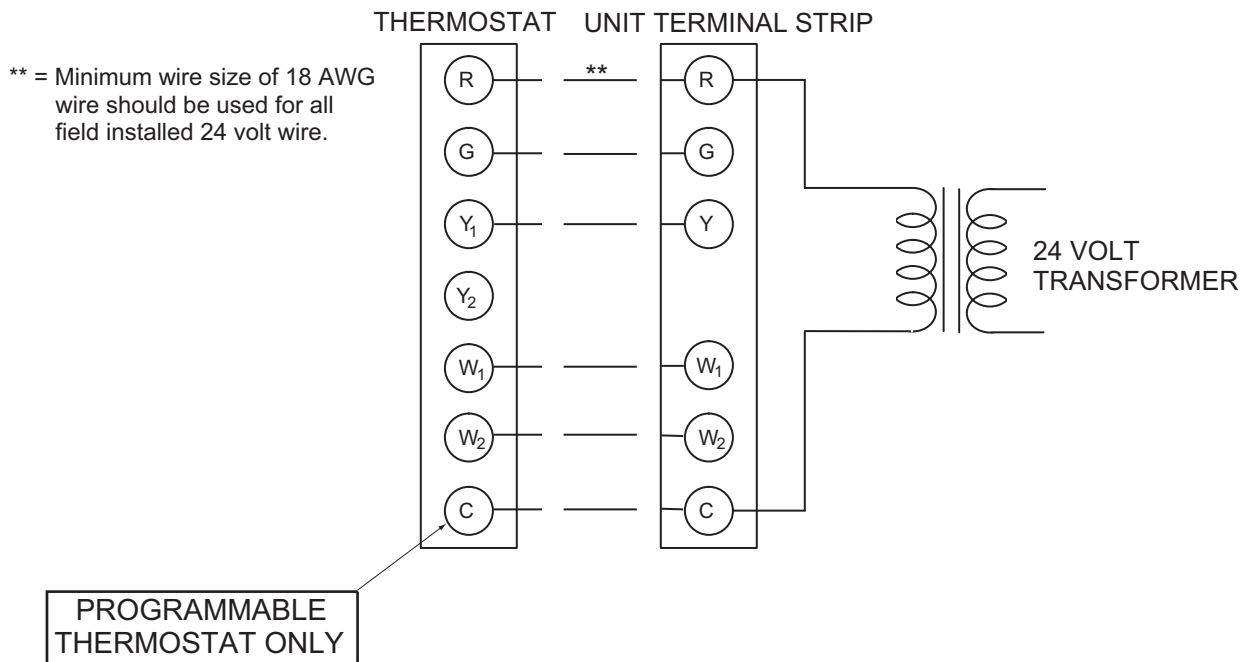 THERMOSTAT UNIT TERMINAL STRIP
** = Minimum wire size of 18 AWG
wire should be used for all
field installed 24 volt wire.
R ** R
G G
Y₁ Y
Y₂
W₁ W₁
W₂ W₂
C C
24 VOLT
TRANSFORMER
PROGRAMMABLE
THERMOSTAT ONLY